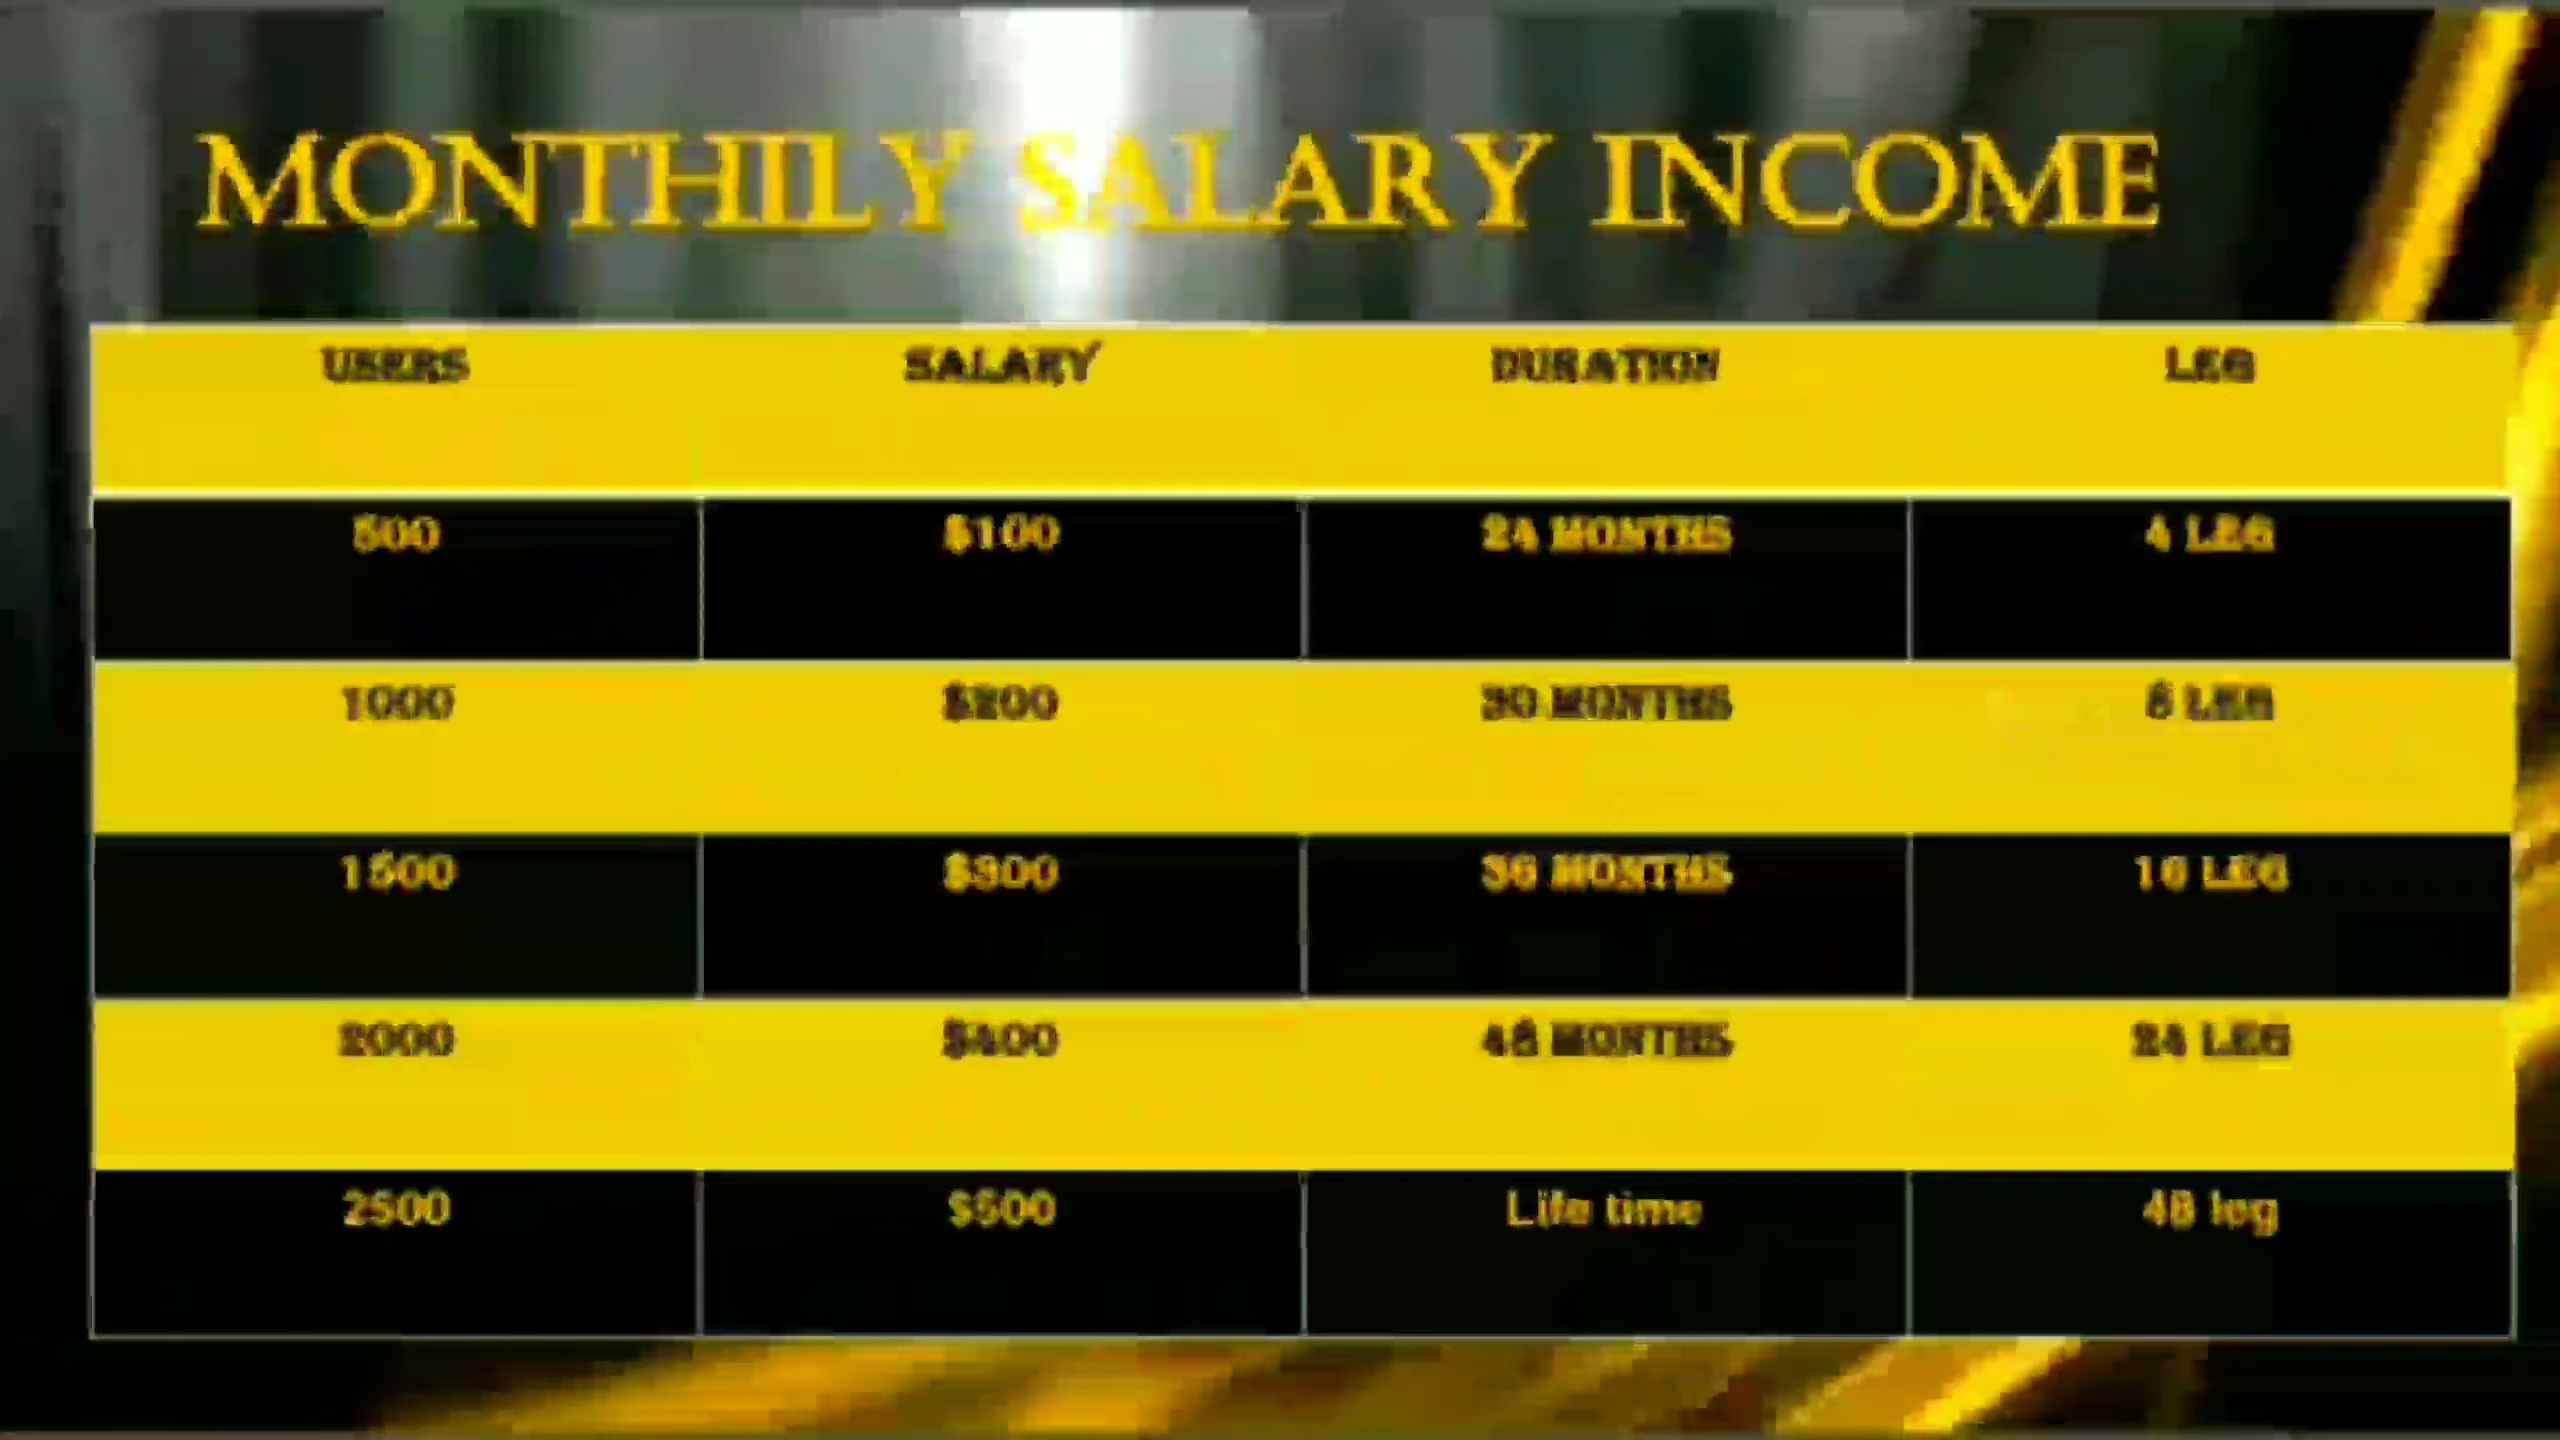 MONTHILY SALARY INCOME
USERS SALARY DURATION LEG
500 $100 24 MONTHS 4 LEG
1000 $200 30 MONTHS 8 LEG
1500 $300 36 MONTHS 16 LEG
2000 $400 48 MONTHS 24 LEG
2500 $500 Life time 48 leg